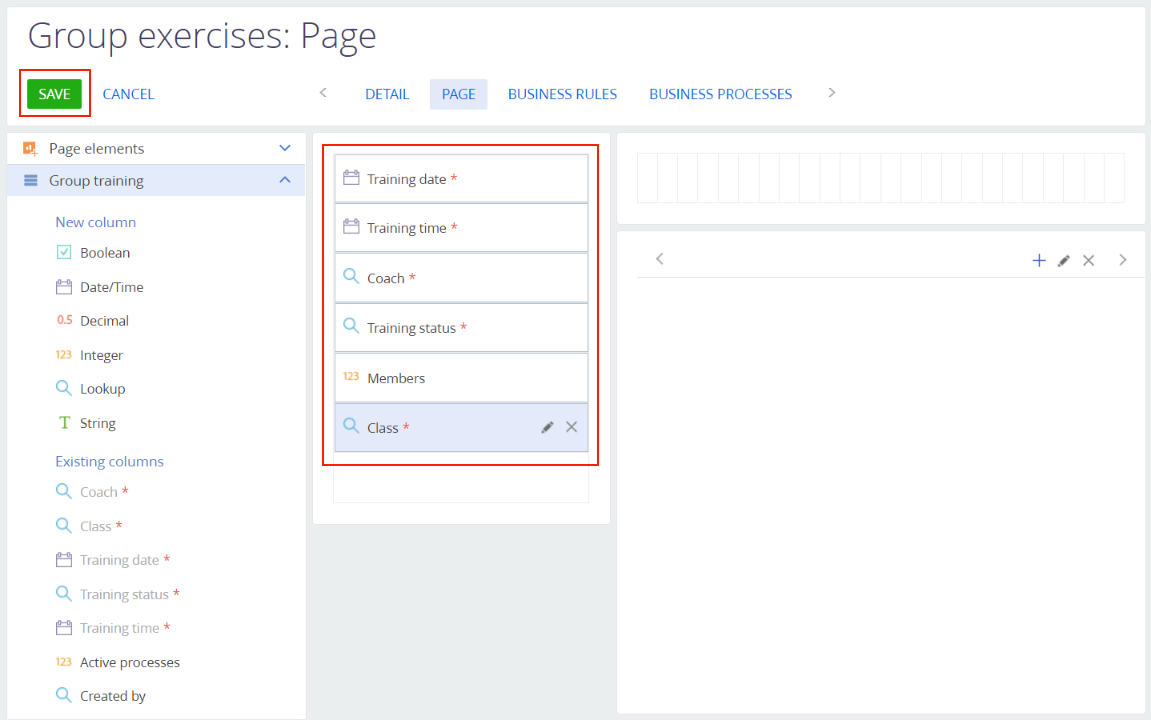 Group exercises: Page
SAVE CANCEL DETAIL PAGE BUSINESS RULES BUSINESS PROCESSES
Page elements
Group training
New column
Boolean
Date/Time
0.5 Decimal
123 Integer
Lookup
T String
Existing columns
Coach *
Class *
Training date *
Training status *
Training time *
123 Active processes
Created by
Training date *
Training time *
Coach *
Training status *
123 Members
Class *